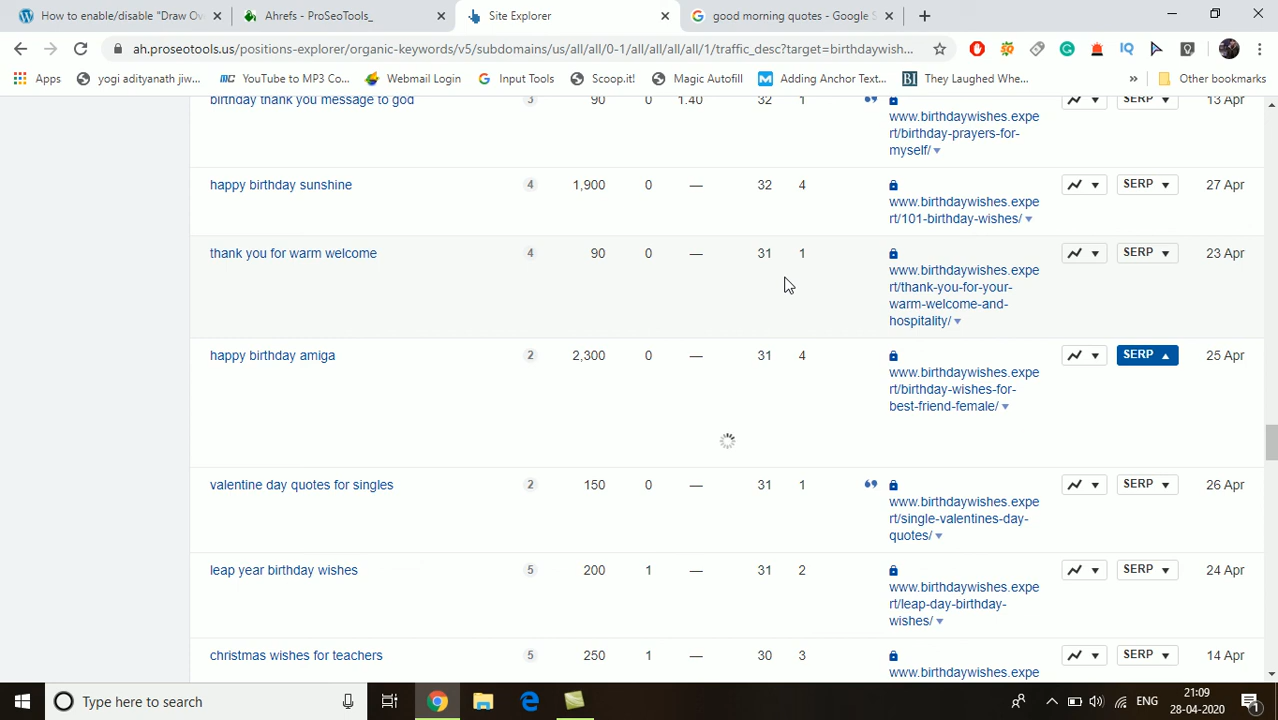 How to enable/disable "Draw Ov
Ahrefs - ProSeoTools_
Site Explorer
good morning quotes - Google S
ah.proseotools.us/positions-explorer/organic-keywords/v5/subdomains/us/all/all/0-1/all/all/all/all/1/traffic_desc?target=birthdaywish...
Apps yogi adityanath jiw... YouTube to MP3 Co... Webmail Login Input Tools Scoop.it! Magic Autofill Adding Anchor Text... They Laughed Whe... » Other bookmarks
birthday thank you message to god 3 90 0 1.40 32 1 SERP 13 Apr
www.birthdaywishes.expe
rt/birthday-prayers-for-
myself/
happy birthday sunshine 4 1,900 0 — 32 4 SERP 27 Apr
www.birthdaywishes.expe
rt/101-birthday-wishes/
thank you for warm welcome 4 90 0 — 31 1 SERP 23 Apr
www.birthdaywishes.expe
rt/thank-you-for-your-
warm-welcome-and-
hospitality/
happy birthday amiga 2 2,300 0 — 31 4 SERP 25 Apr
www.birthdaywishes.expe
rt/birthday-wishes-for-
best-friend-female/
valentine day quotes for singles 2 150 0 — 31 1 SERP 26 Apr
www.birthdaywishes.expe
rt/single-valentines-day-
quotes/
leap year birthday wishes 5 200 1 — 31 2 SERP 24 Apr
www.birthdaywishes.expe
rt/leap-day-birthday-
wishes/
christmas wishes for teachers 5 250 1 — 30 3 SERP 14 Apr
www.birthdaywishes.expe
Type here to search
ENG
21:09
28-04-2020